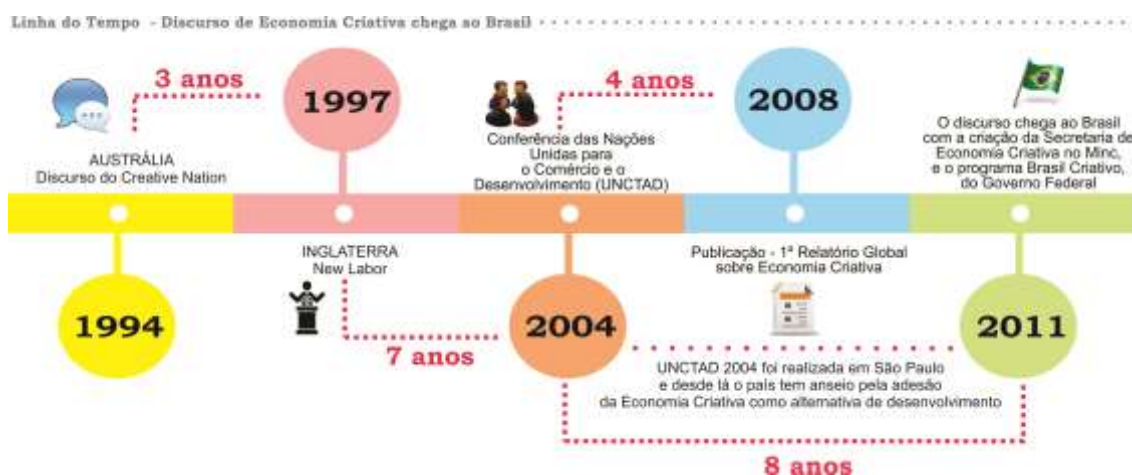 Linha do Tempo - Discurso de Economia Criativa chega ao Brasil
3 anos
1997
4 anos
2008
AUSTRÁLIA
Discurso do Creative Nation
Conferência das Nações
Unidas para
o Comércio e o
Desenvolvimento (UNCTAD)
O discurso chega ao Brasil
com a criação da Secretaria de
Economia Criativa no Minc,
e o programa Brasil Criativo,
do Governo Federal
INGLATERRA
New Labor
Publicação - 1ª Relatório Global
sobre Economia Criativa
1994
7 anos
2004
2011
UNCTAD 2004 foi realizada em São Paulo
e desde lá o país tem anseio pela adesão
da Economia Criativa como alternativa de desenvolvimento
8 anos